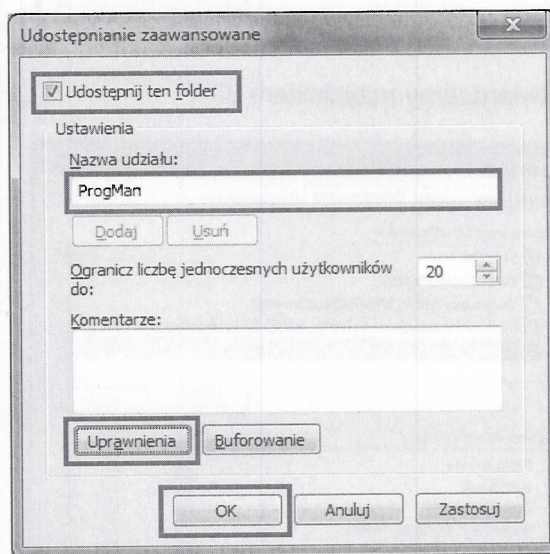 Udostępnianie zaawansowane
Udostępnij ten folder
Ustawienia
Nazwa udziału:
ProgMan
Dodaj Usuń
Ogranicz liczbę jednoczesnych użytkowników 20
do:
Komentarze:
Uprawnienia Buforowanie
OK Anuluj Zastosuj